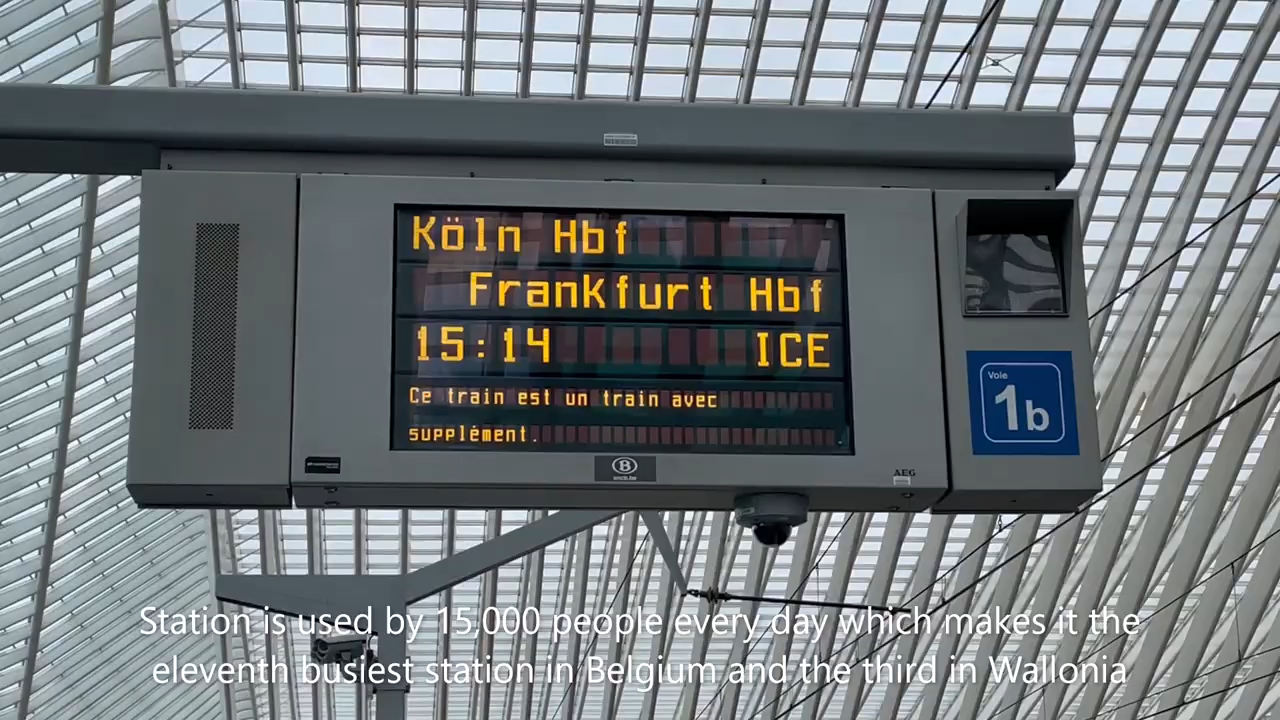 Köln Hbf
Frankfurt Hbf
15:14 ICE
Ce train est un train avec
supplément.
Voie
1b
B
sncb.be
AEG
Station is used by 15,000 people every day which makes it the
eleventh busiest station in Belgium and the third in Wallonia